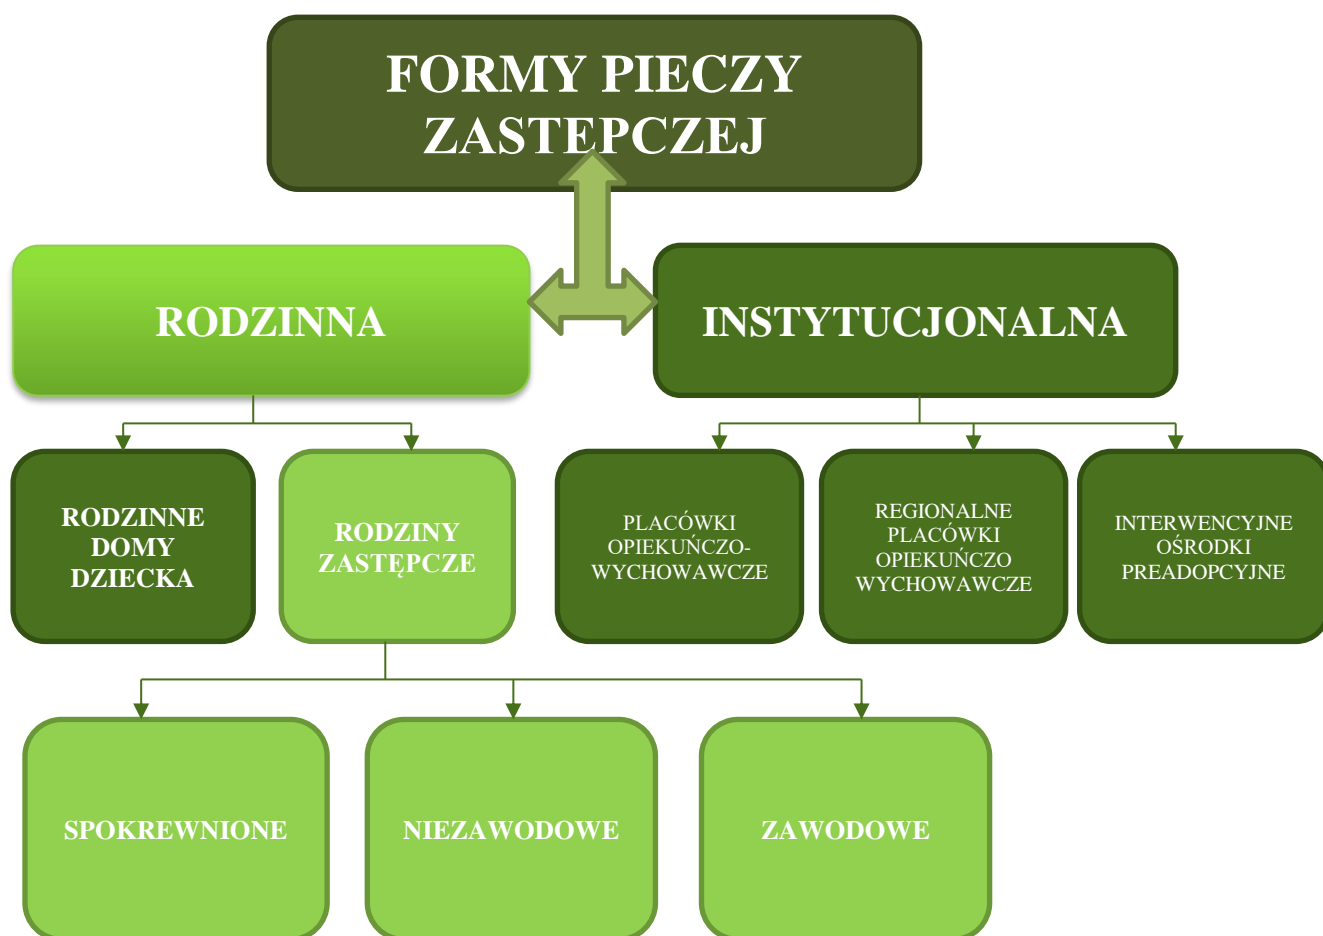 FORMY PIECZY
ZASTEPCZEJ
RODZINNA
INSTYTUCJONALNA
RODZINNE
DOMY
DZIECKA
RODZINY
ZASTĘPCZE
PLACÓWKI
OPIEKUŃCZO-
WYCHOWAWCZE
REGIONALNE
PLACÓWKI
OPIEKUŃCZO
WYCHOWAWCZE
INTERWENCYJNE
OŚRODKI
PREADOPCYJNE
SPOKREWNIONE
NIEZAWODOWE
ZAWODOWE